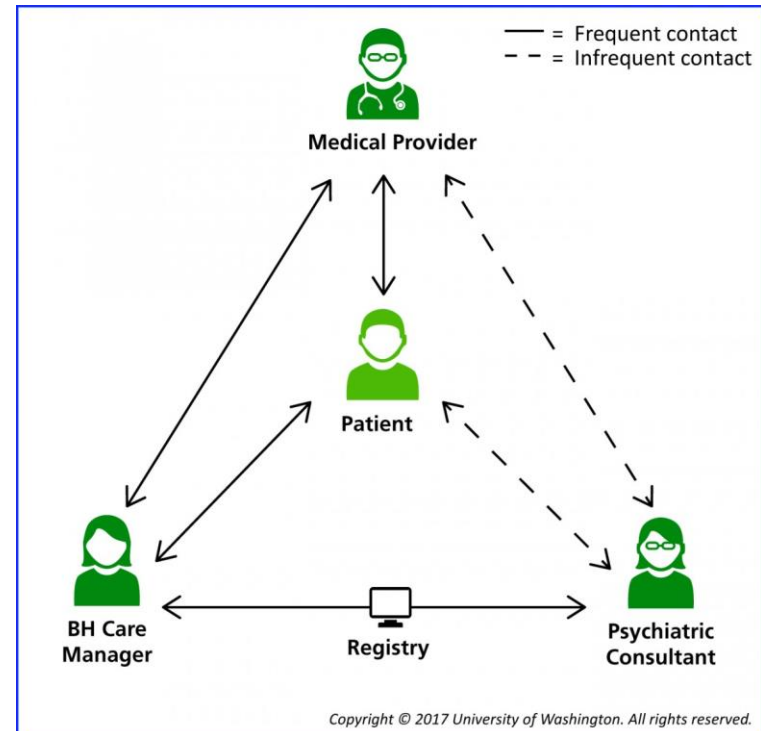 = Frequent contact
= Infrequent contact
Medical Provider
Patient
BH Care
Manager
Registry
Psychiatric
Consultant
Copyright © 2017 University of Washington. All rights reserved.